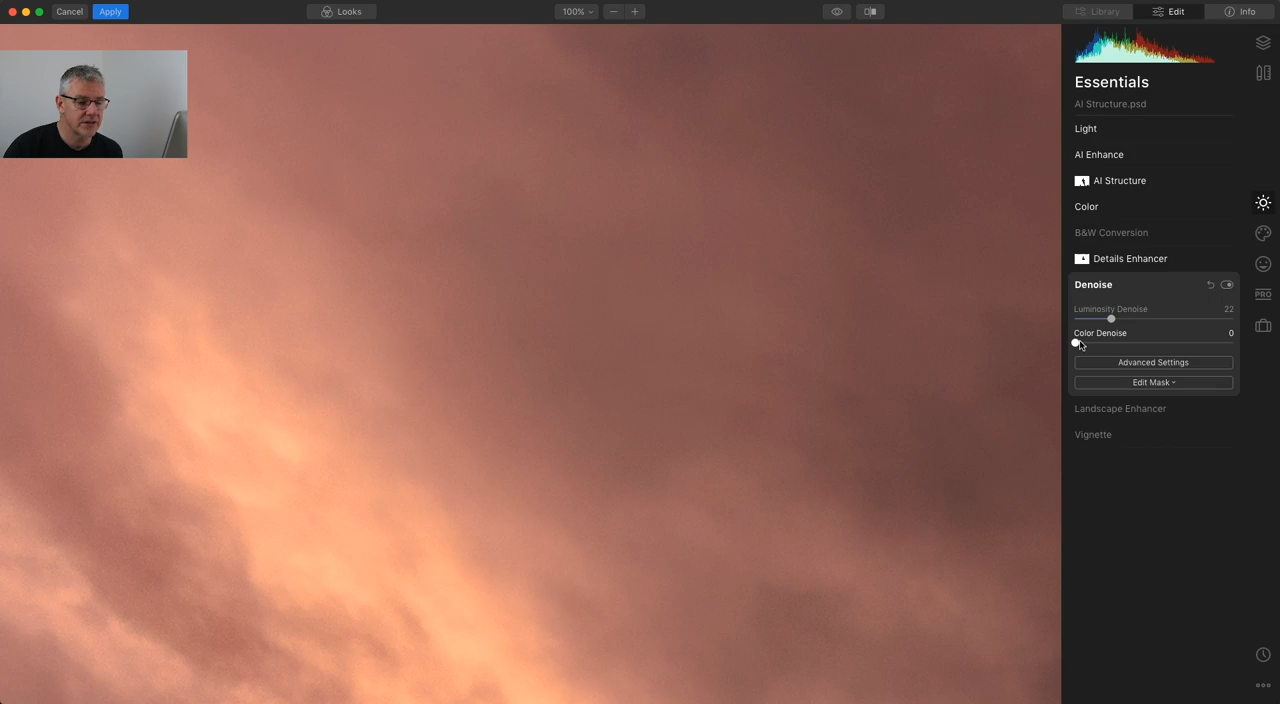 Cancel Apply Looks 100% Library Edit Info
Essentials
AI Structure.psd
Light
AI Enhance
AI Structure
Color
B&W Conversion
Details Enhancer
Denoise
Luminosity Denoise 22
Color Denoise 0
Advanced Settings
Edit Mask
Landscape Enhancer
PRO
Vignette